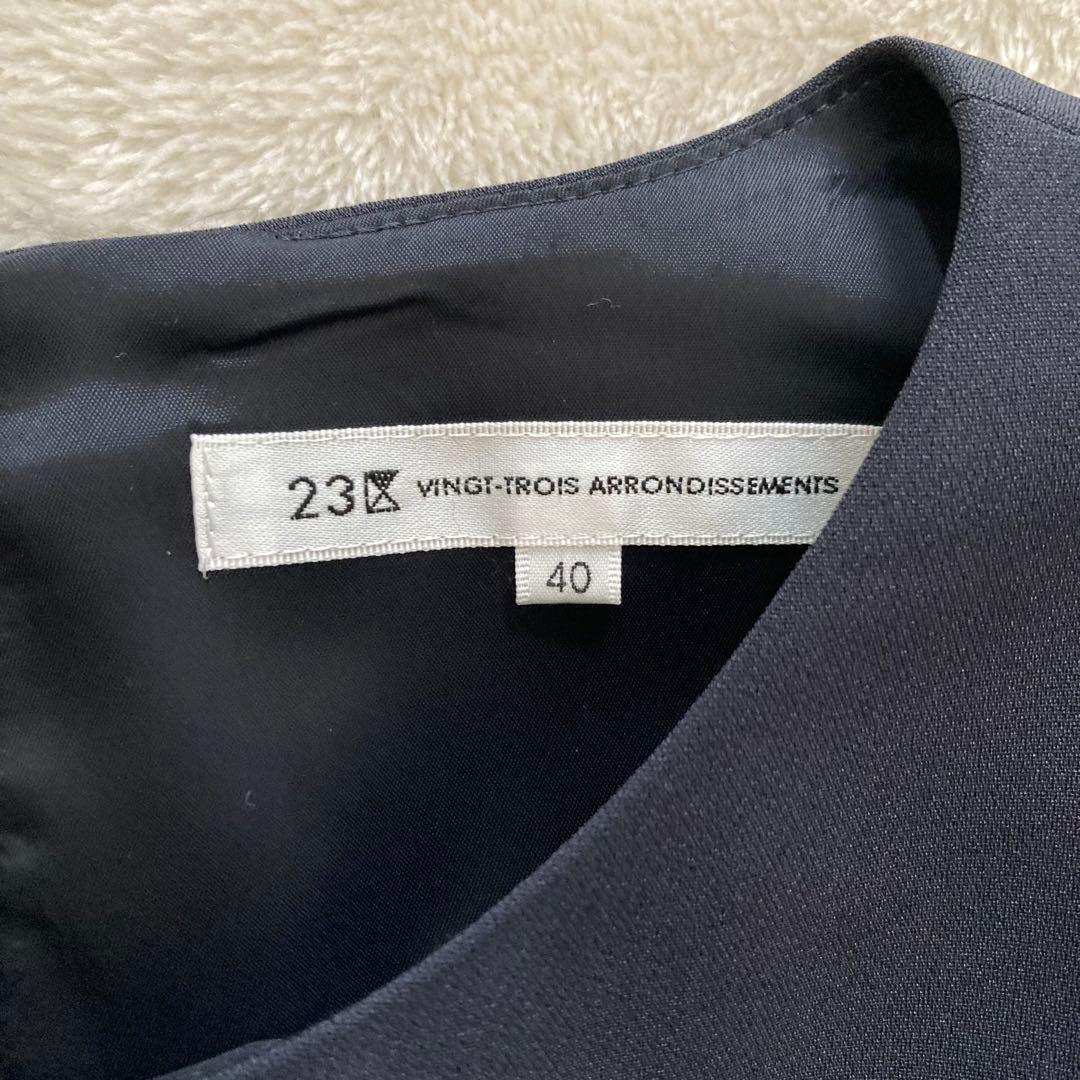 23区 VINGT-TROIS ARRONDISSEMENTS
40